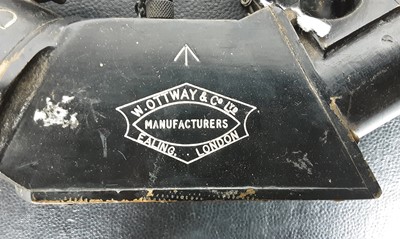 W. OTTWAY & Co LTD
MANUFACTURERS
EALING. LONDON